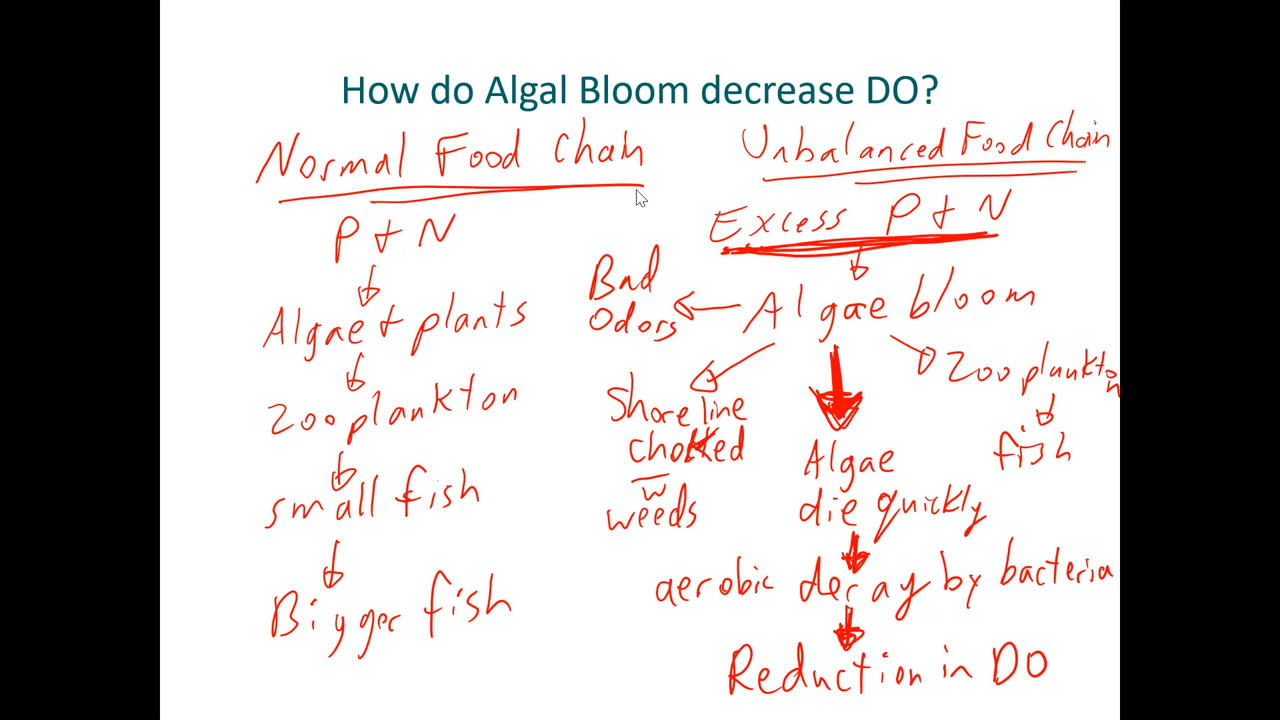 How do Algal Bloom decrease DO?
Normal Food Chain
P + N
Algae + plants
Zooplankton
small fish
Bigger fish
Unbalanced Food Chain
Excess P + N
Algae bloom
Bad
Odors
Shoreline
chocked
w
weeds
Algae
die quickly
aerobic decay by bacteria
Reduction in DO
Zooplankton
fish